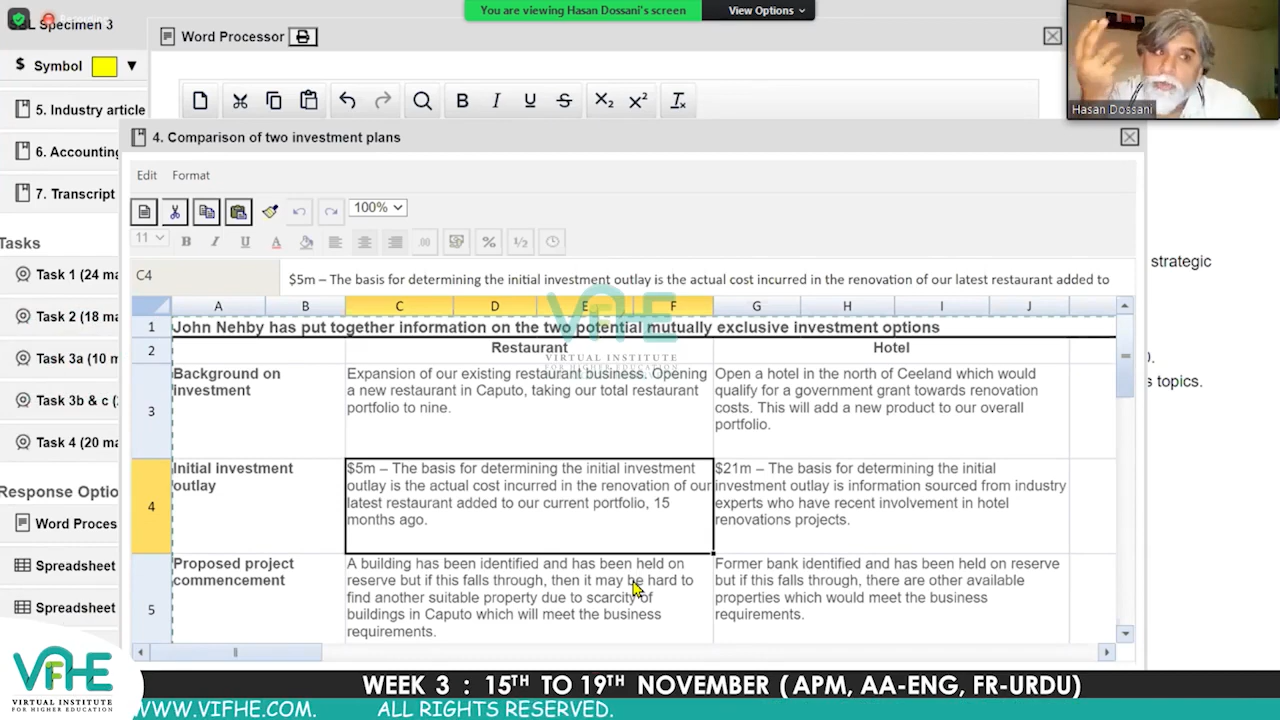 L Specimen 3
You are viewing Hasan Dossani's screen
View Options
Word Processor
Hasan Dossani
$ Symbol
5. Industry article
6. Accounting
7. Transcript
Tasks
Task 1 (24 ma
Task 2 (18 ma
Task 3a (10 m
Task 3b & c (2
Task 4 (20 ma
Response Optio
Word Proces
Spreadsheet
Spreadsheet
4. Comparison of two investment plans
Edit Format
100%
11
C4
$5m – The basis for determining the initial investment outlay is the actual cost incurred in the renovation of our latest restaurant added to
A B C D E F G H I J
1 John Nehby has put together information on the two potential mutually exclusive investment options
2 Restaurant Hotel
3
Background on
investment
Expansion of our existing restaurant business. Opening
a new restaurant in Caputo, taking our total restaurant
portfolio to nine.
Open a hotel in the north of Ceeland which would
qualify for a government grant towards renovation
costs. This will add a new product to our overall
portfolio.
4
Initial investment
outlay
$5m – The basis for determining the initial investment
outlay is the actual cost incurred in the renovation of our
latest restaurant added to our current portfolio, 15
months ago.
$21m – The basis for determining the initial
investment outlay is information sourced from industry
experts who have recent involvement in hotel
renovations projects.
5
Proposed project
commencement
A building has been identified and has been held on
reserve but if this falls through, then it may be hard to
find another suitable property due to scarcity of
buildings in Caputo which will meet the business
requirements.
Former bank identified and has been held on reserve
but if this falls through, there are other available
properties which would meet the business
requirements.
strategic
0.
s topics.
VIFHE
VIRTUAL INSTITUTE
FOR HIGHER EDUCATION
VIFHE
VIRTUAL INSTITUTE
FOR HIGHER EDUCATION
WEEK 3 : 15TH TO 19TH NOVEMBER (APM, AA-ENG, FR-URDU)
WWW.VIFHE.COM. ALL RIGHTS RESERVED.